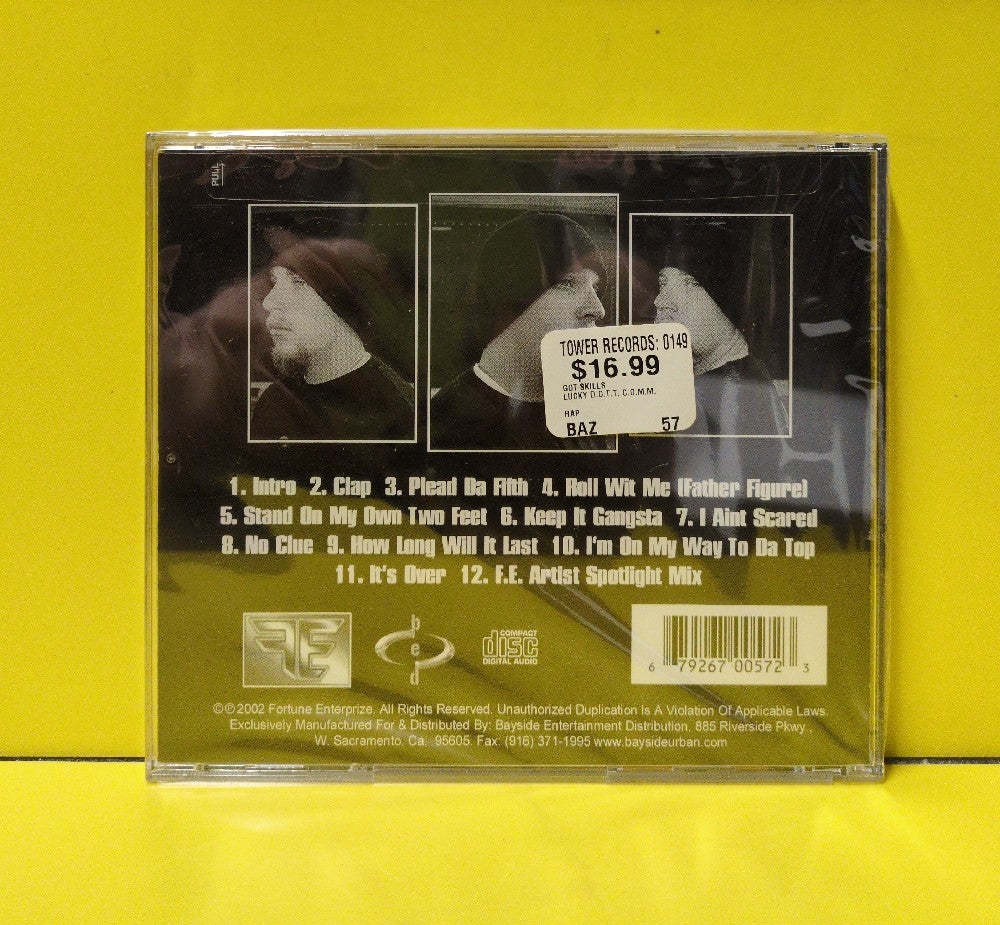 PULL
TOWER RECORDS: 0149
$16.99
GOT SKILLS
LUCKY D.O.T.T. C.O.M.M.
RAP
BAZ 57
1. Intro 2. Clap 3. Plead Da Fifth 4. Roll Wit Me (Father Figure)
5. Stand On My Own Two Feet 6. Keep It Gangsta 7. I Aint Scared
8. No Clue 9. How Long Will It Last 10. I'm On My Way To Da Top
11. It's Over 12. F.E. Artist Spotlight Mix
FE
bed
COMPACT
disc
DIGITAL AUDIO
6 79267 00572 3
©℗2002 Fortune Enterprize. All Rights Reserved. Unauthorized Duplication Is A Violation Of Applicable Laws.
Exclusively Manufactured For & Distributed By: Bayside Entertainment Distribution, 885 Riverside Pkwy.,
W. Sacramento, Ca. 95605. Fax: (916) 371-1995 www.baysideurban.com